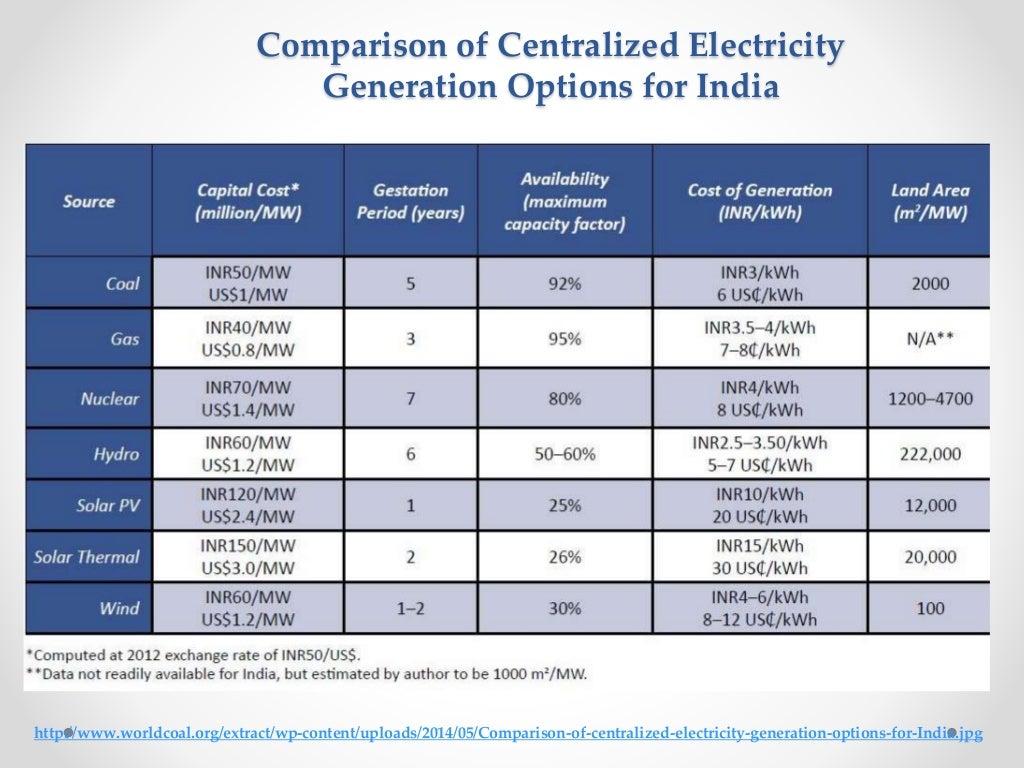 Comparison of Centralized Electricity
Generation Options for India
Source
Capital Cost*
(million/MW)
Gestation
Period (years)
Availability
(maximum
capacity factor)
Cost of Generation
(INR/kWh)
Land Area
(m²/MW)
Coal
INR50/MW
US$1/MW
5
92%
INR3/kWh
6 US₵/kWh
2000
Gas
INR40/MW
US$0.8/MW
3
95%
INR3.5–4/kWh
7–8₵/kWh
N/A**
Nuclear
INR70/MW
US$1.4/MW
7
80%
INR4/kWh
8 US₵/kWh
1200–4700
Hydro
INR60/MW
US$1.2/MW
6
50–60%
INR2.5–3.50/kWh
5–7 US₵/kWh
222,000
Solar PV
INR120/MW
US$2.4/MW
1
25%
INR10/kWh
20 US₵/kWh
12,000
Solar Thermal
INR150/MW
US$3.0/MW
2
26%
INR15/kWh
30 US₵/kWh
20,000
Wind
INR60/MW
US$1.2/MW
1–2
30%
INR4–6/kWh
8–12 US₵/kWh
100
*Computed at 2012 exchange rate of INR50/US$.
**Data not readily available for India, but estimated by author to be 1000 m²/MW.
http://www.worldcoal.org/extract/wp-content/uploads/2014/05/Comparison-of-centralized-electricity-generation-options-for-India.jpg